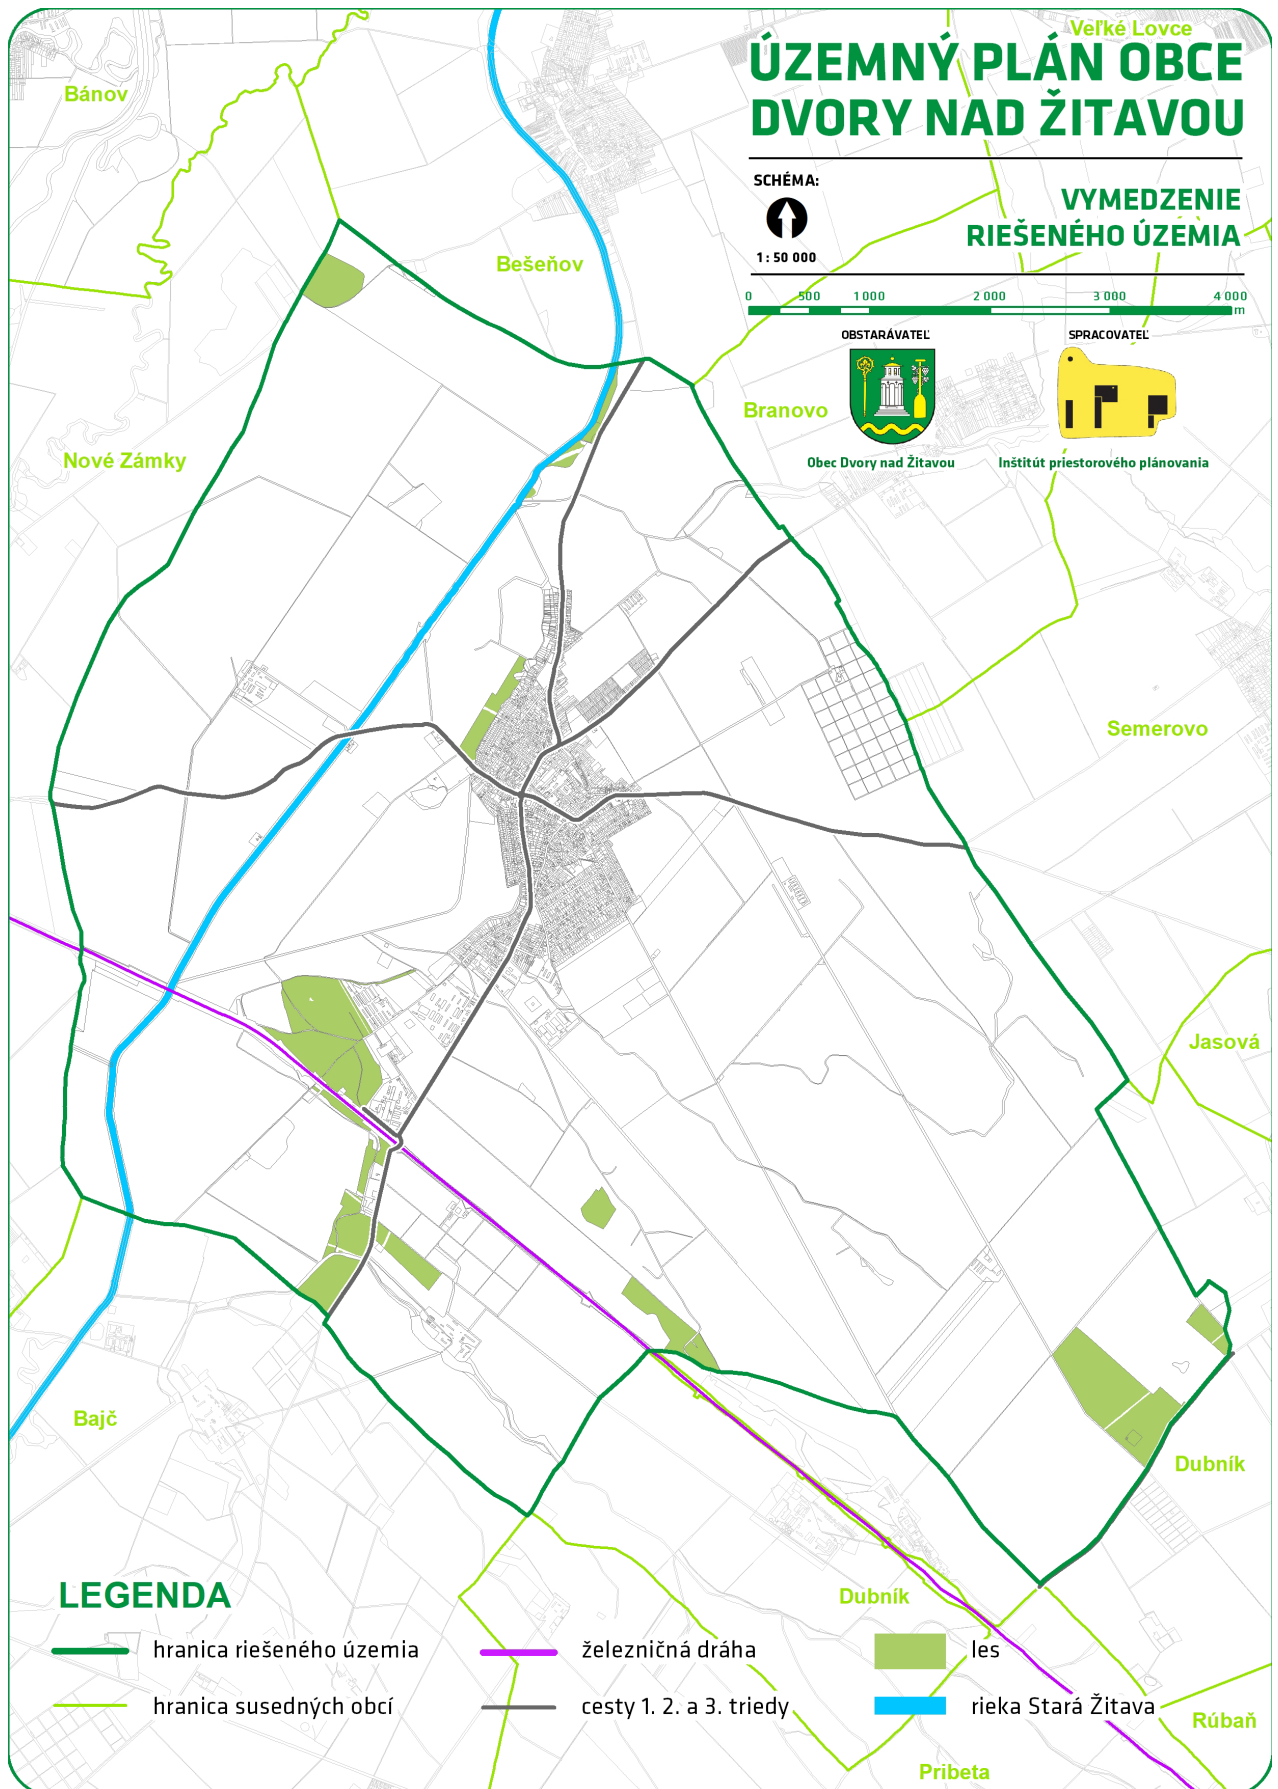 Veľké Lovce
ÚZEMNÝ PLÁN OBCE
DVORY NAD ŽITAVOU
Bánov
SCHÉMA:
VYMEDZENIE
RIEŠENÉHO ÚZEMIA
1 : 50 000
Bešeňov
0 500 1 000 2 000 3 000 4 000
m
OBSTARÁVATEĽ
SPRACOVATEĽ
Branovo
Nové Zámky
Obec Dvory nad Žitavou
Inštitút priestorového plánovania
Semerovo
Jasová
Bajč
Dubník
Dubník
LEGENDA
hranica riešeného územia
železničná dráha
les
hranica susedných obcí
cesty 1. 2. a 3. triedy
rieka Stará Žitava
Rúbaň
Pribeta